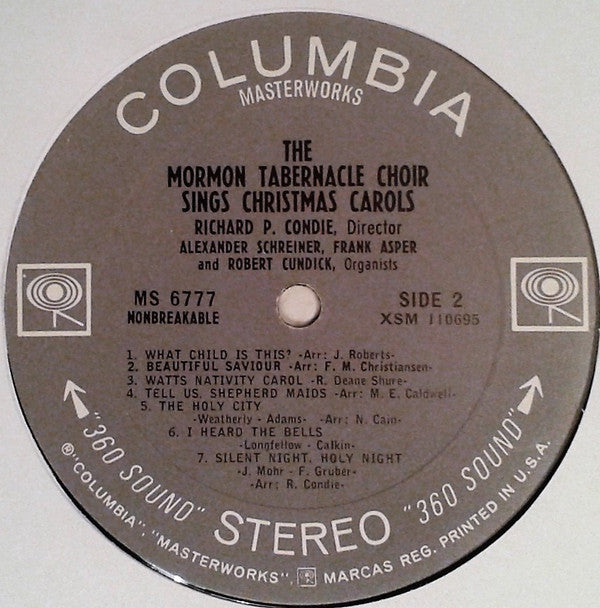 COLUMBIA
MASTERWORKS
THE
MORMON TABERNACLE CHOIR
SINGS CHRISTMAS CAROLS
RICHARD P. CONDIE, Director
ALEXANDER SCHREINER, FRANK ASPER
and ROBERT CUNDICK, Organists
MS 6777
NONBREAKABLE
SIDE 2
XSM 110695
1. WHAT CHILD IS THIS? -Arr: J. Roberts-
2. BEAUTIFUL SAVIOUR -Arr: F. M. Christiansen-
3. WATTS NATIVITY CAROL -R. Deane Shure-
4. TELL US, SHEPHERD MAIDS -Arr: M. E. Caldwell-
5. THE HOLY CITY
-Weatherly - Adams- -Arr: N. Cain-
6. I HEARD THE BELLS
-Longfellow - Calkin-
7. SILENT NIGHT, HOLY NIGHT
-J. Mohr - F. Gruber-
-Arr: R. Condie-
"360 SOUND" STEREO "360 SOUND"
® "COLUMBIA", "MASTERWORKS", MARCAS REG. PRINTED IN U.S.A.